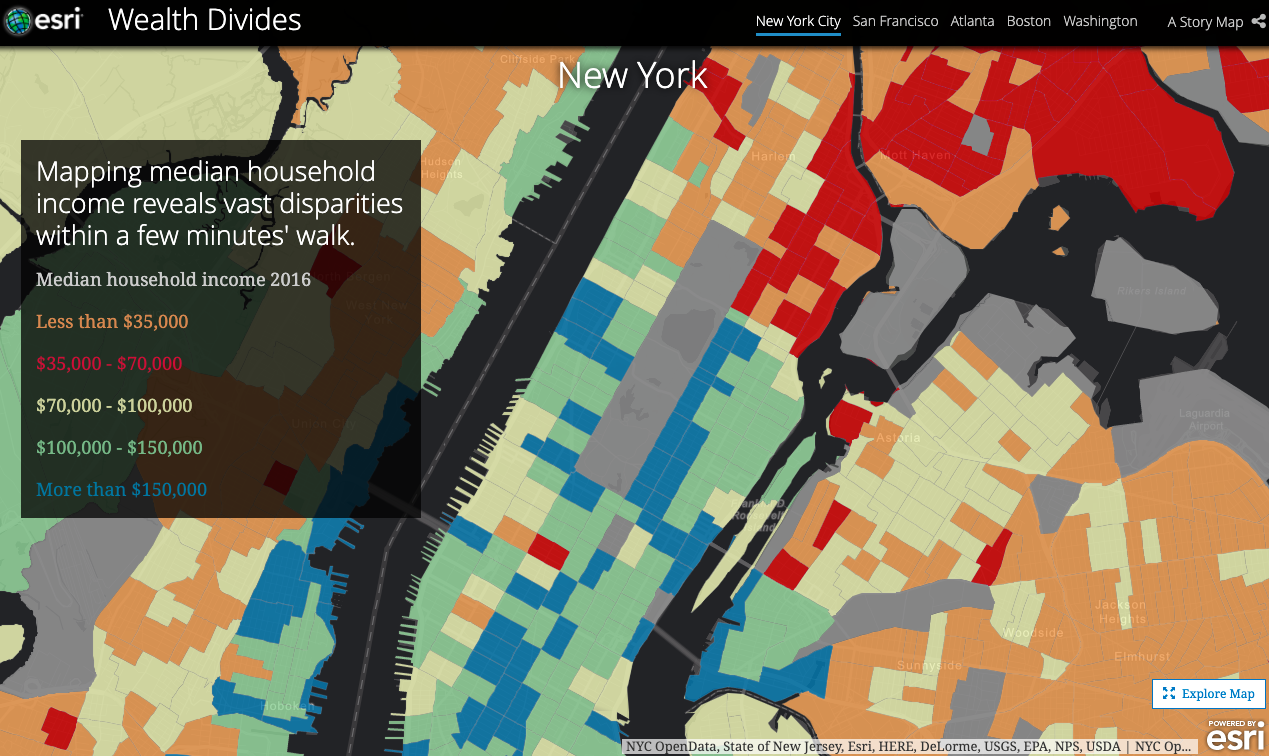 esri
Wealth Divides
New York City
San Francisco
Atlanta
Boston
Washington
A Story Map
Cliffside Park
New York
Mapping median household
income reveals vast disparities
within a few minutes' walk.
Median household income 2016
Less than $35,000
$35,000 - $70,000
$70,000 - $100,000
$100,000 - $150,000
More than $150,000
Hudson
Heights
Harlem
Mott Haven
Rikers Island
Laguardia
Airport
Astoria
Jackson
Heights
Woodside
Elmhurst
Sunnyside
Hoboken
Explore Map
POWERED BY
esri
NYC OpenData, State of New Jersey, Esri, HERE, DeLorme, USGS, EPA, NPS, USDA | NYC Op...